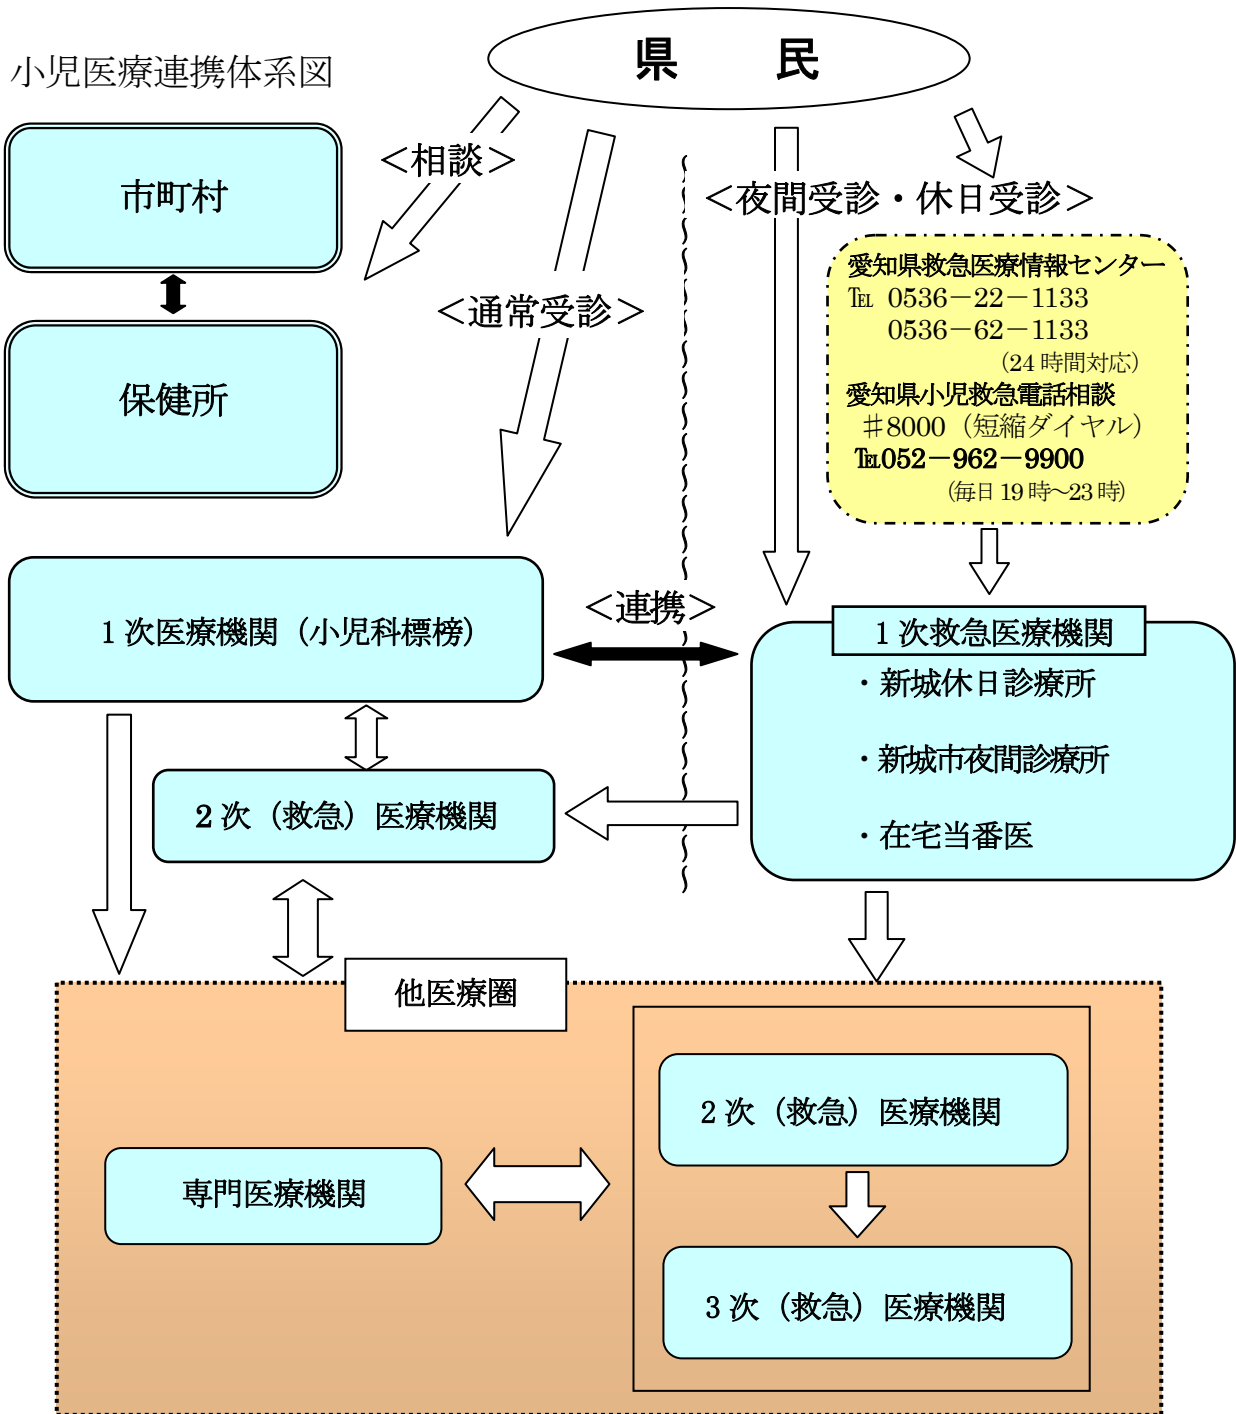 県　民
小児医療連携体系図
＜相談＞
市町村
＜夜間受診・休日受診＞
愛知県救急医療情報センター
℡ 0536－22－1133
0536－62－1133
（24 時間対応）
愛知県小児救急電話相談
＃8000（短縮ダイヤル）
℡052－962－9900
（毎日 19 時～23 時）
＜通常受診＞
保健所
＜連携＞
1 次医療機関（小児科標榜）
1 次救急医療機関
・新城休日診療所
・新城市夜間診療所
・在宅当番医
2 次（救急）医療機関
他医療圏
2 次（救急）医療機関
専門医療機関
3 次（救急）医療機関